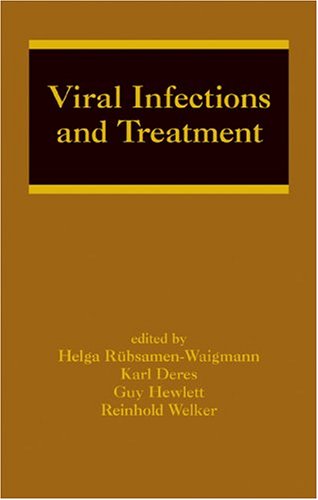 Viral Infections
and Treatment
edited by
Helga Rübsamen-Waigmann
Karl Deres
Guy Hewlett
Reinhold Welker